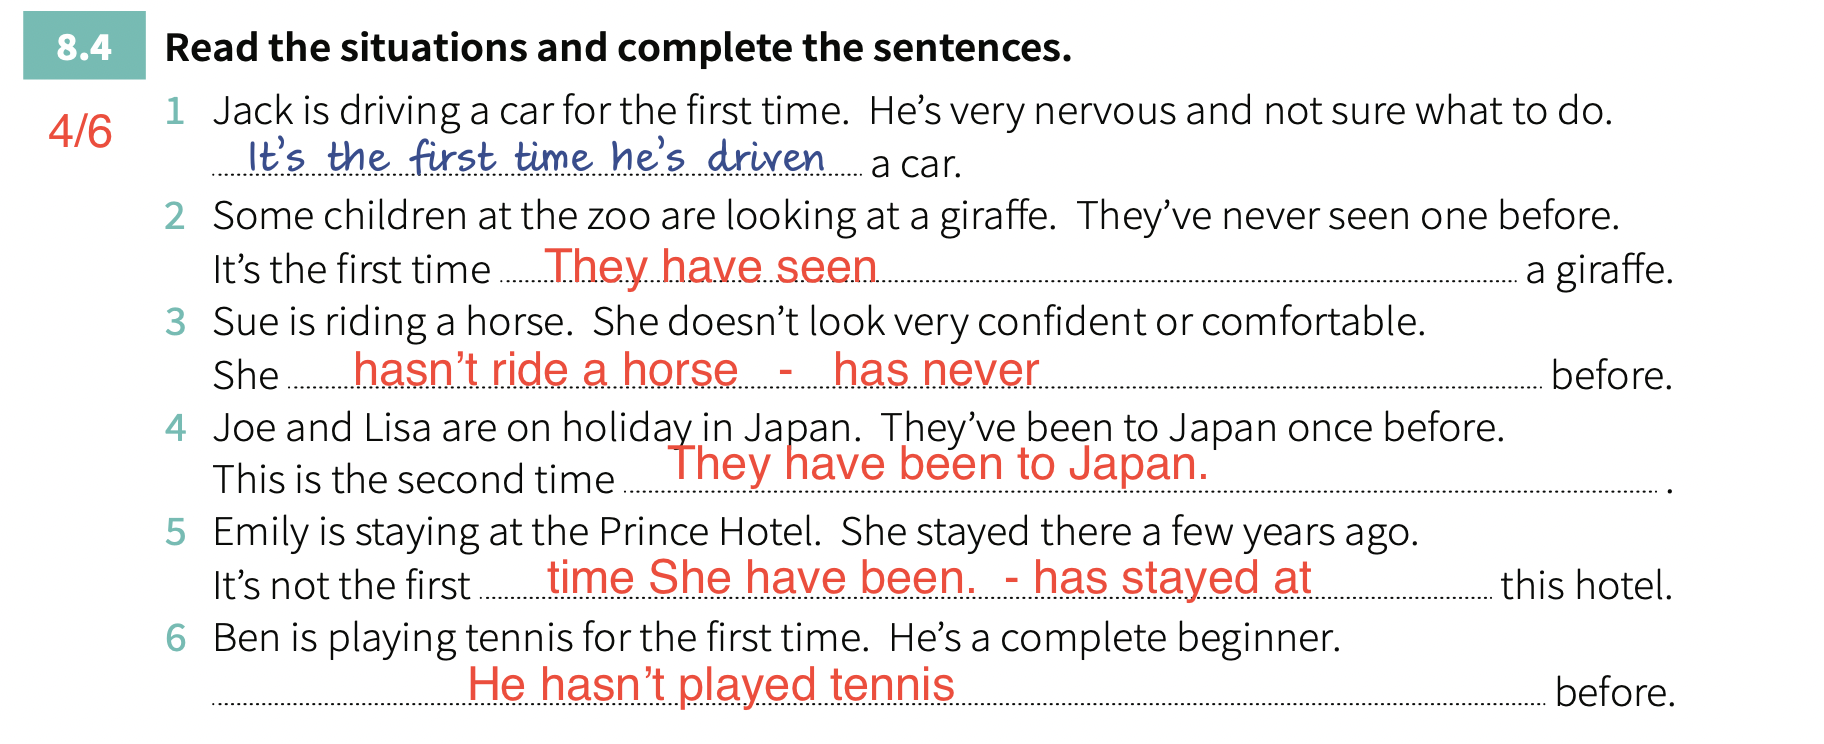 8.4 Read the situations and complete the sentences.
4/6
1 Jack is driving a car for the first time. He’s very nervous and not sure what to do.
It’s the first time he’s driven a car.
2 Some children at the zoo are looking at a giraffe. They’ve never seen one before.
It’s the first time They have seen a giraffe.
3 Sue is riding a horse. She doesn’t look very confident or comfortable.
She hasn’t ride a horse - has never before.
4 Joe and Lisa are on holiday in Japan. They’ve been to Japan once before.
This is the second time They have been to Japan. .
5 Emily is staying at the Prince Hotel. She stayed there a few years ago.
It’s not the first time She have been. - has stayed at this hotel.
6 Ben is playing tennis for the first time. He’s a complete beginner.
He hasn’t played tennis before.